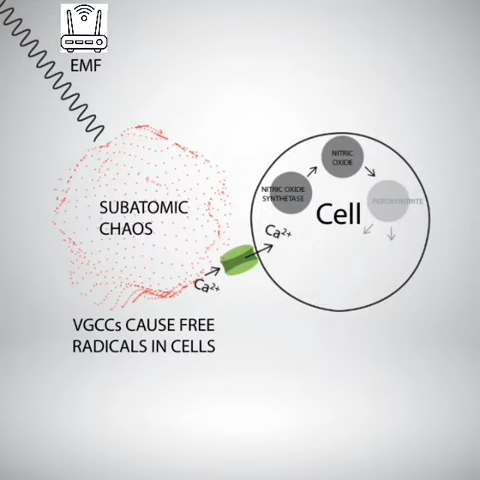 EMF
SUBATOMIC
CHAOS
NITRIC
OXIDE
NITRIC OXIDE
SYNTHETASE
PEROXYNITRITE
Cell
Ca²⁺
Ca²⁺
VGCCs CAUSE FREE
RADICALS IN CELLS